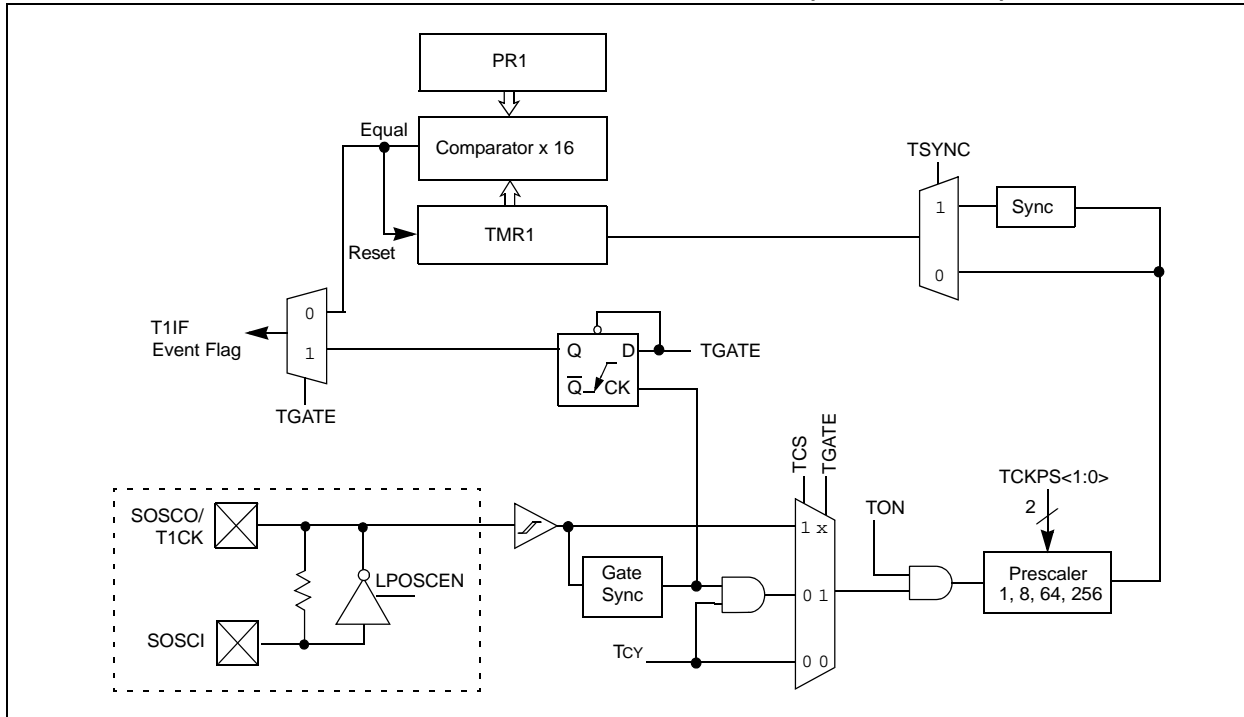 PR1
Equal
Comparator x 16
TSYNC
1
Sync
Reset
TMR1
0
0
T1IF
Event Flag
1
Q
D
TGATE
Q̅
CK
TGATE
TCS
TGATE
TCKPS<1:0>
2
SOSCO/
T1CK
1 x
TON
LPOSCEN
Gate
Sync
0 1
Prescaler
1, 8, 64, 256
SOSCI
TCY
0 0